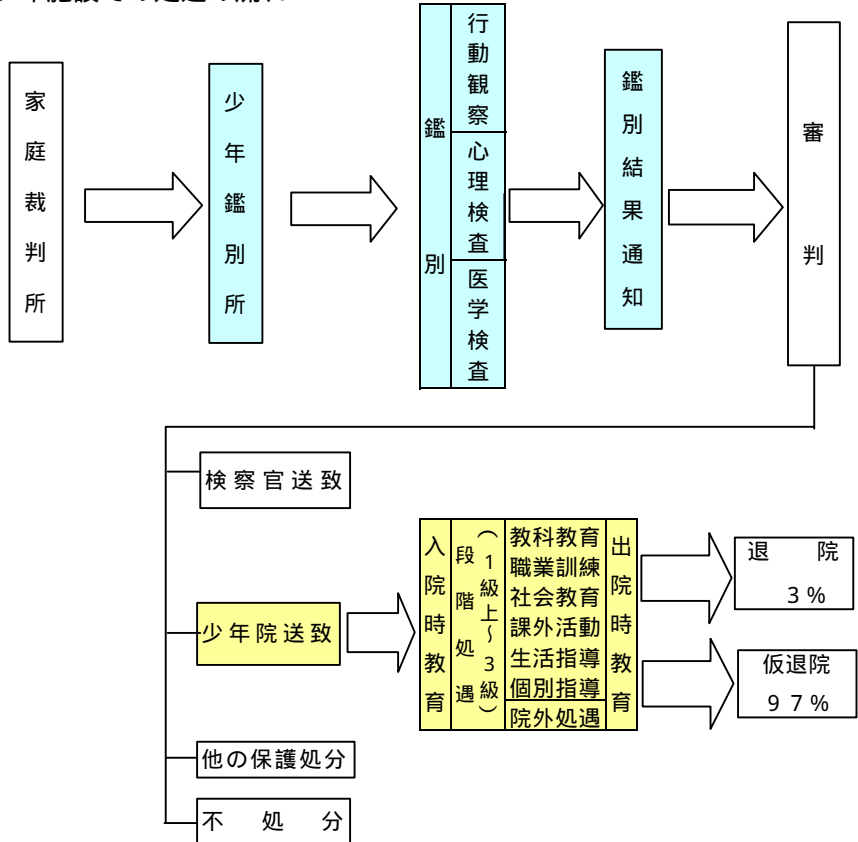 家庭裁判所
少年鑑別所
鑑別
行動観察
心理検査
医学検査
鑑別結果通知
審判
検察官送致
少年院送致
他の保護処分
不処分
入院時教育
段階処遇
(1級上~3級)
教科教育
職業訓練
社会教育
課外活動
生活指導
個別指導
院外処遇
出院時教育
退院
3%
仮退院
97%